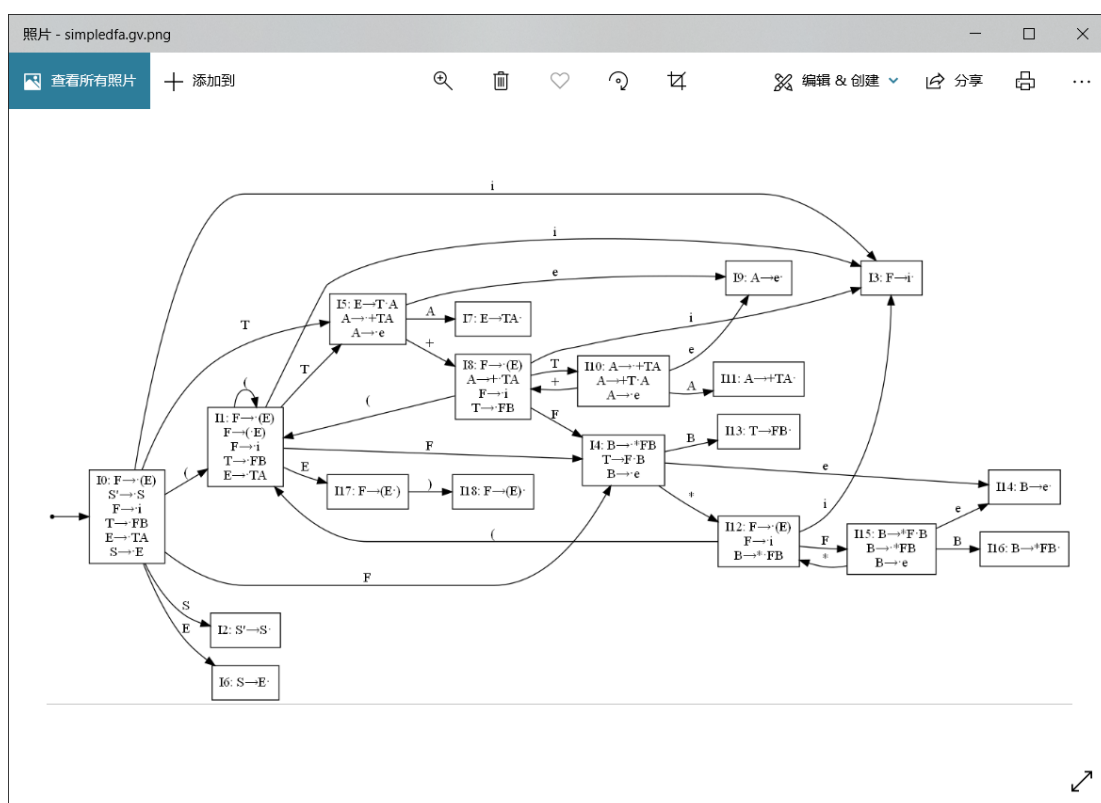 照片 - simpledfa.gv.png
查看所有照片
添加到
编辑 & 创建
分享
i
i
e
I9: A→e·
I3: F→i·
I5: E→T·A
A→·+TA
A→·e
A
I7: E→TA·
T
+
i
e
T
I8: F→·(E)
A→+·TA
F→·i
T→·FB
T
+
I10: A→·+TA
A→+T·A
A→·e
A
I11: A→+TA·
(
(
F
I1: F→·(E)
F→(·E)
F→·i
T→·FB
E→·TA
F
I4: B→·*FB
T→F·B
B→·e
B
I13: T→FB·
e
I14: B→e·
I0: F→·(E)
S'→·S
F→·i
T→·FB
E→·TA
S→·E
(
E
I17: F→(E·)
)
I18: F→(E)·
*
i
e
I12: F→·(E)
F→·i
B→*·FB
(
F
*
I15: B→*F·B
B→·*FB
B→·e
B
I16: B→*FB·
F
S
I2: S'→S·
E
I6: S→E·